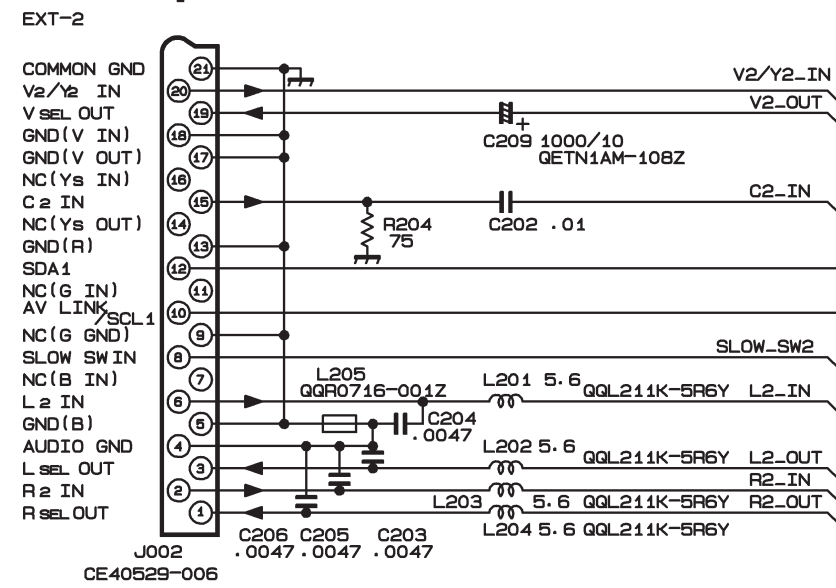 EXT-2
COMMON GND 21
V2/Y2 IN 20 V2/Y2_IN
V SEL OUT 19 V2_OUT
C209 1000/10
QETN1AM-108Z
GND(V IN) 18
GND(V OUT) 17
NC(Ys IN) 16
C2 IN 15 C2_IN
R204
75
C202 .01
NC(Ys OUT) 14
GND(R) 13
SDA1 12
NC(G IN) 11
AV LINK
/SCL1 10
NC(G GND) 9
SLOW SW IN 8 SLOW_SW2
NC(B IN) 7
L205
QQR0716-001Z
L201 5.6 QQL211K-5R6Y L2_IN
L2 IN 6
GND(B) 5
C204
.0047
AUDIO GND 4
L202 5.6 QQL211K-5R6Y L2_OUT
L SEL OUT 3
R2 IN 2 R2_IN
L203 5.6 QQL211K-5R6Y R2_OUT
R SEL OUT 1
L204 5.6 QQL211K-5R6Y
C206 C205 C203
.0047 .0047 .0047
J002
CE40529-006
+